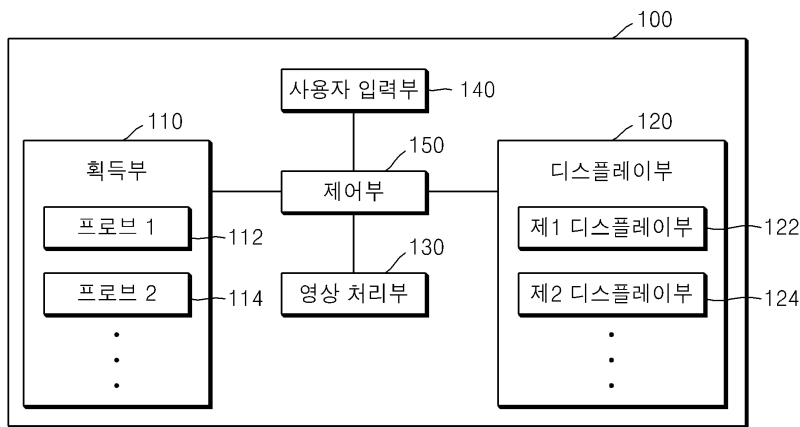 100
사용자 입력부
140
110
획득부
프로브 1
112
프로브 2
114
150
제어부
130
영상 처리부
120
디스플레이부
제1 디스플레이부
122
제2 디스플레이부
124